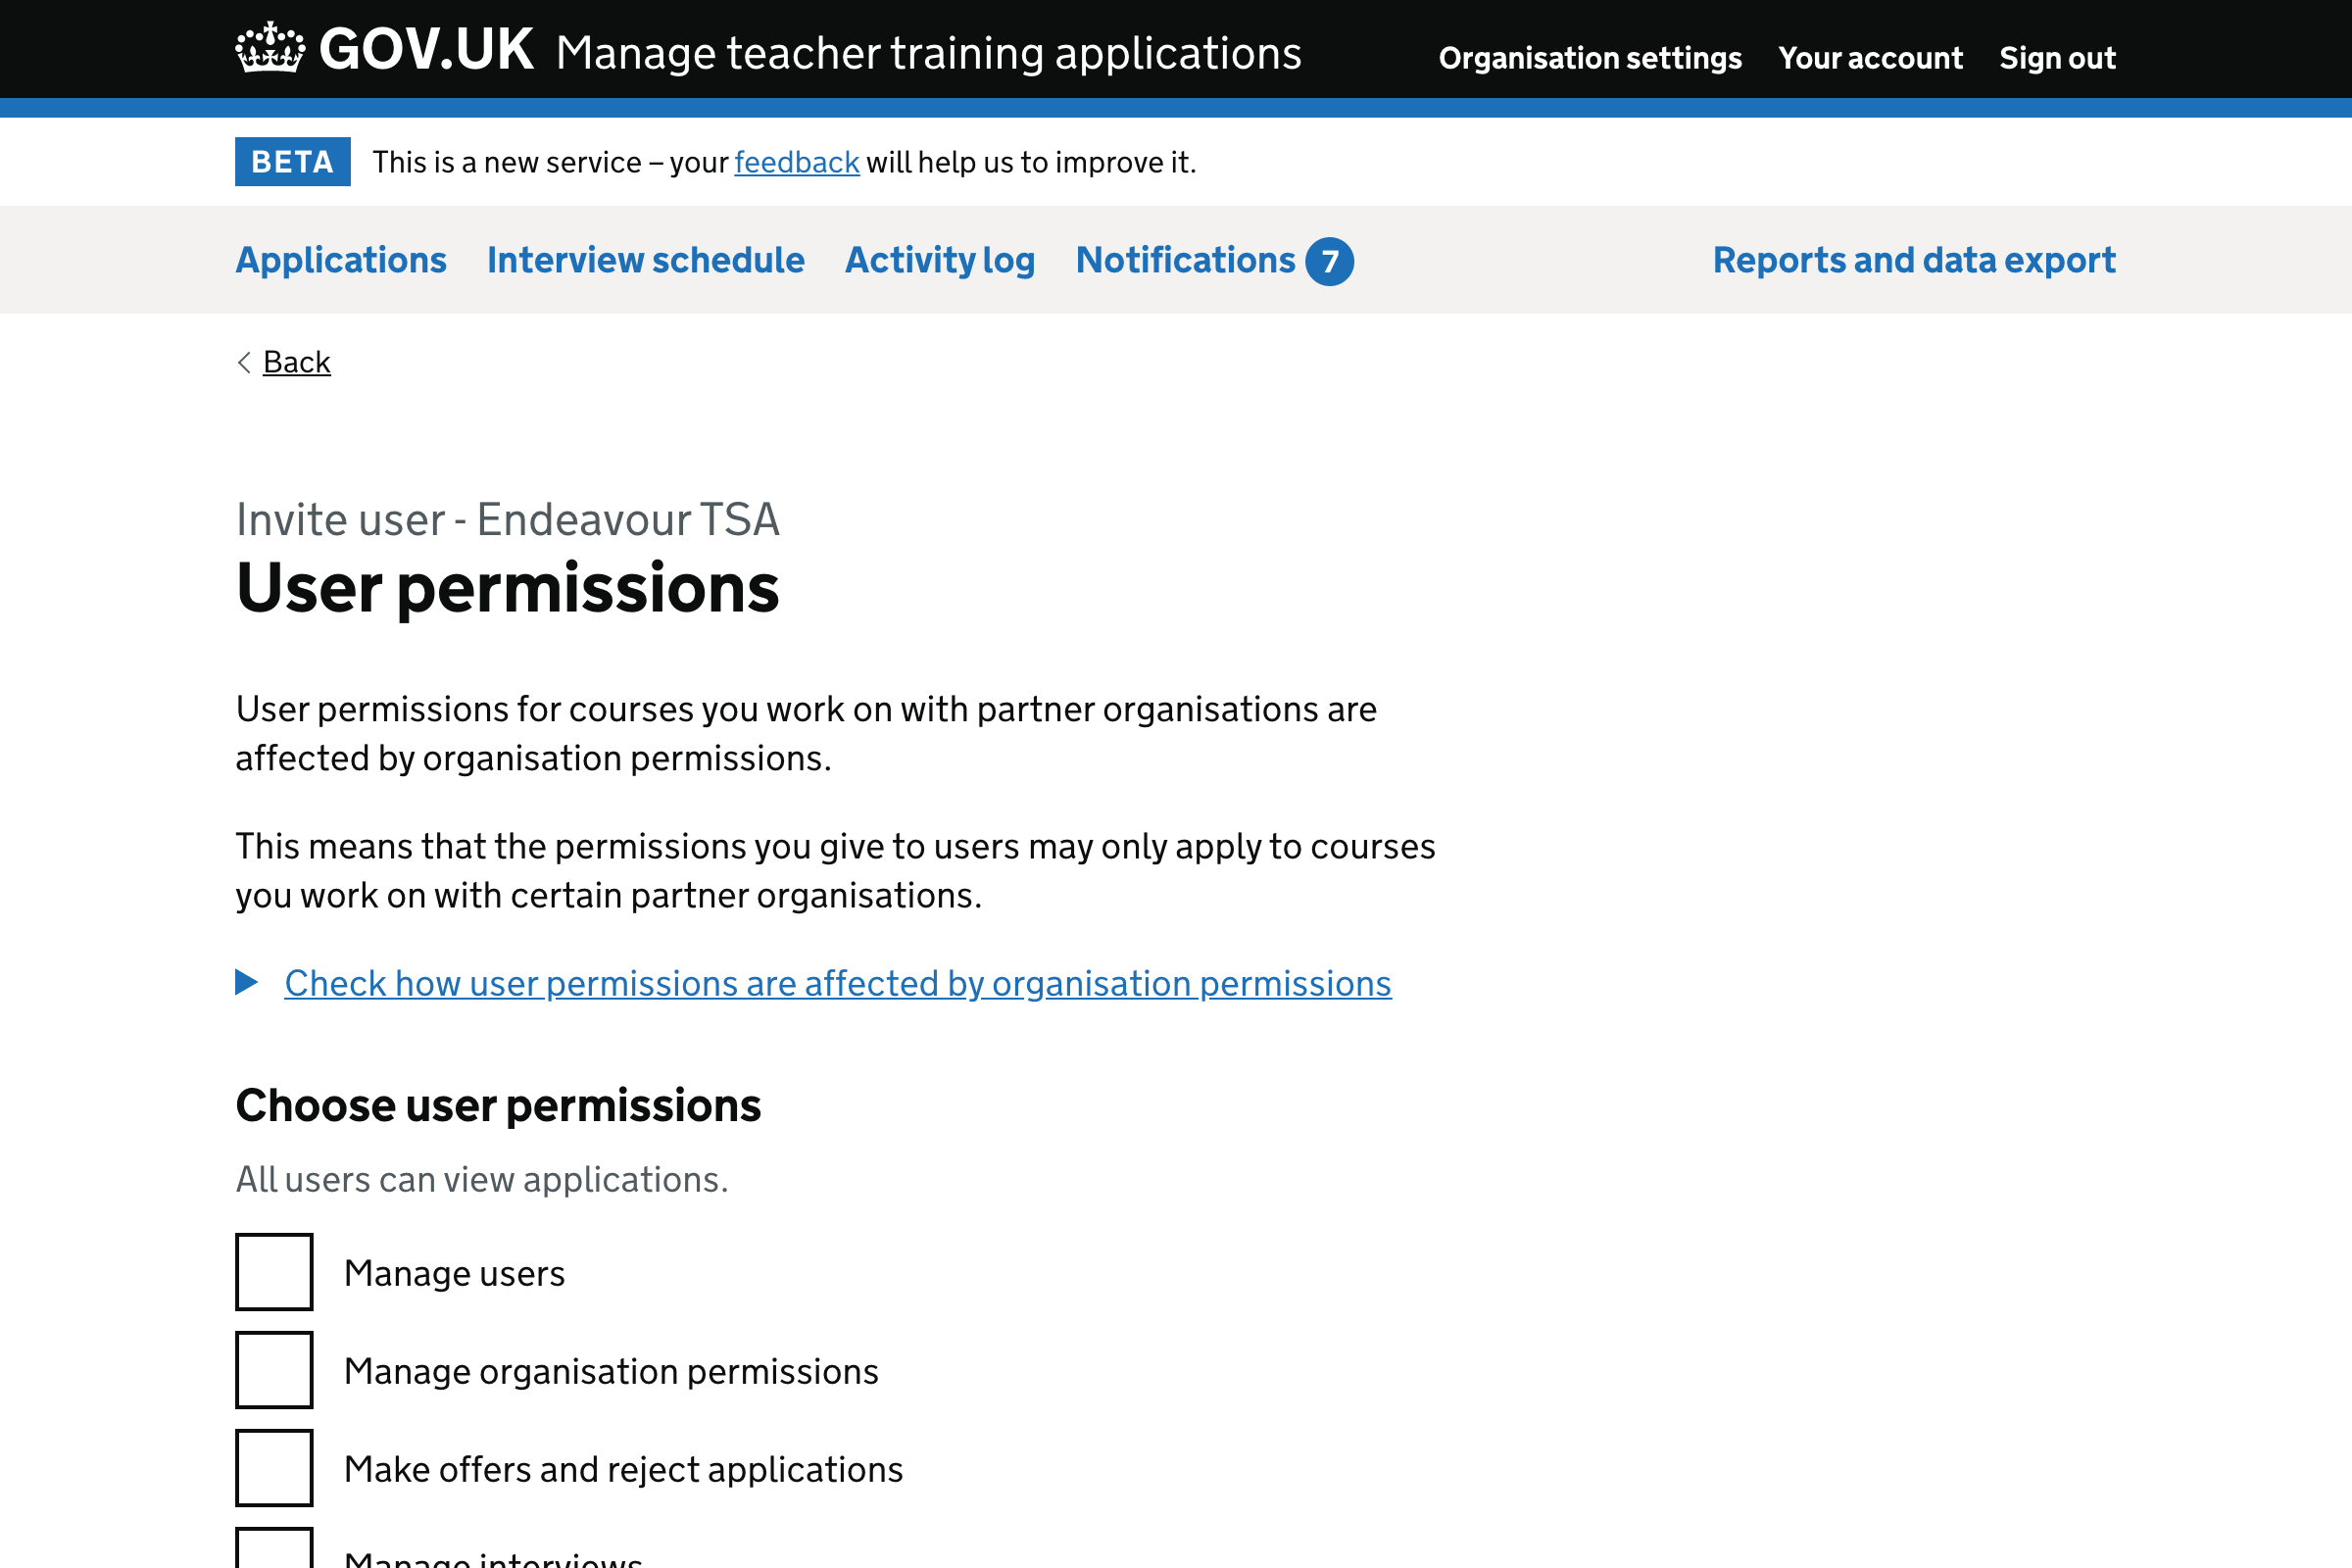 GOV.UK Manage teacher training applications
Organisation settings Your account Sign out
BETA This is a new service – your feedback will help us to improve it.
Applications Interview schedule Activity log Notifications 7 Reports and data export
Back
Invite user - Endeavour TSA
User permissions
User permissions for courses you work on with partner organisations are
affected by organisation permissions.
This means that the permissions you give to users may only apply to courses
you work on with certain partner organisations.
Check how user permissions are affected by organisation permissions
Choose user permissions
All users can view applications.
Manage users
Manage organisation permissions
Make offers and reject applications
Manage interviews